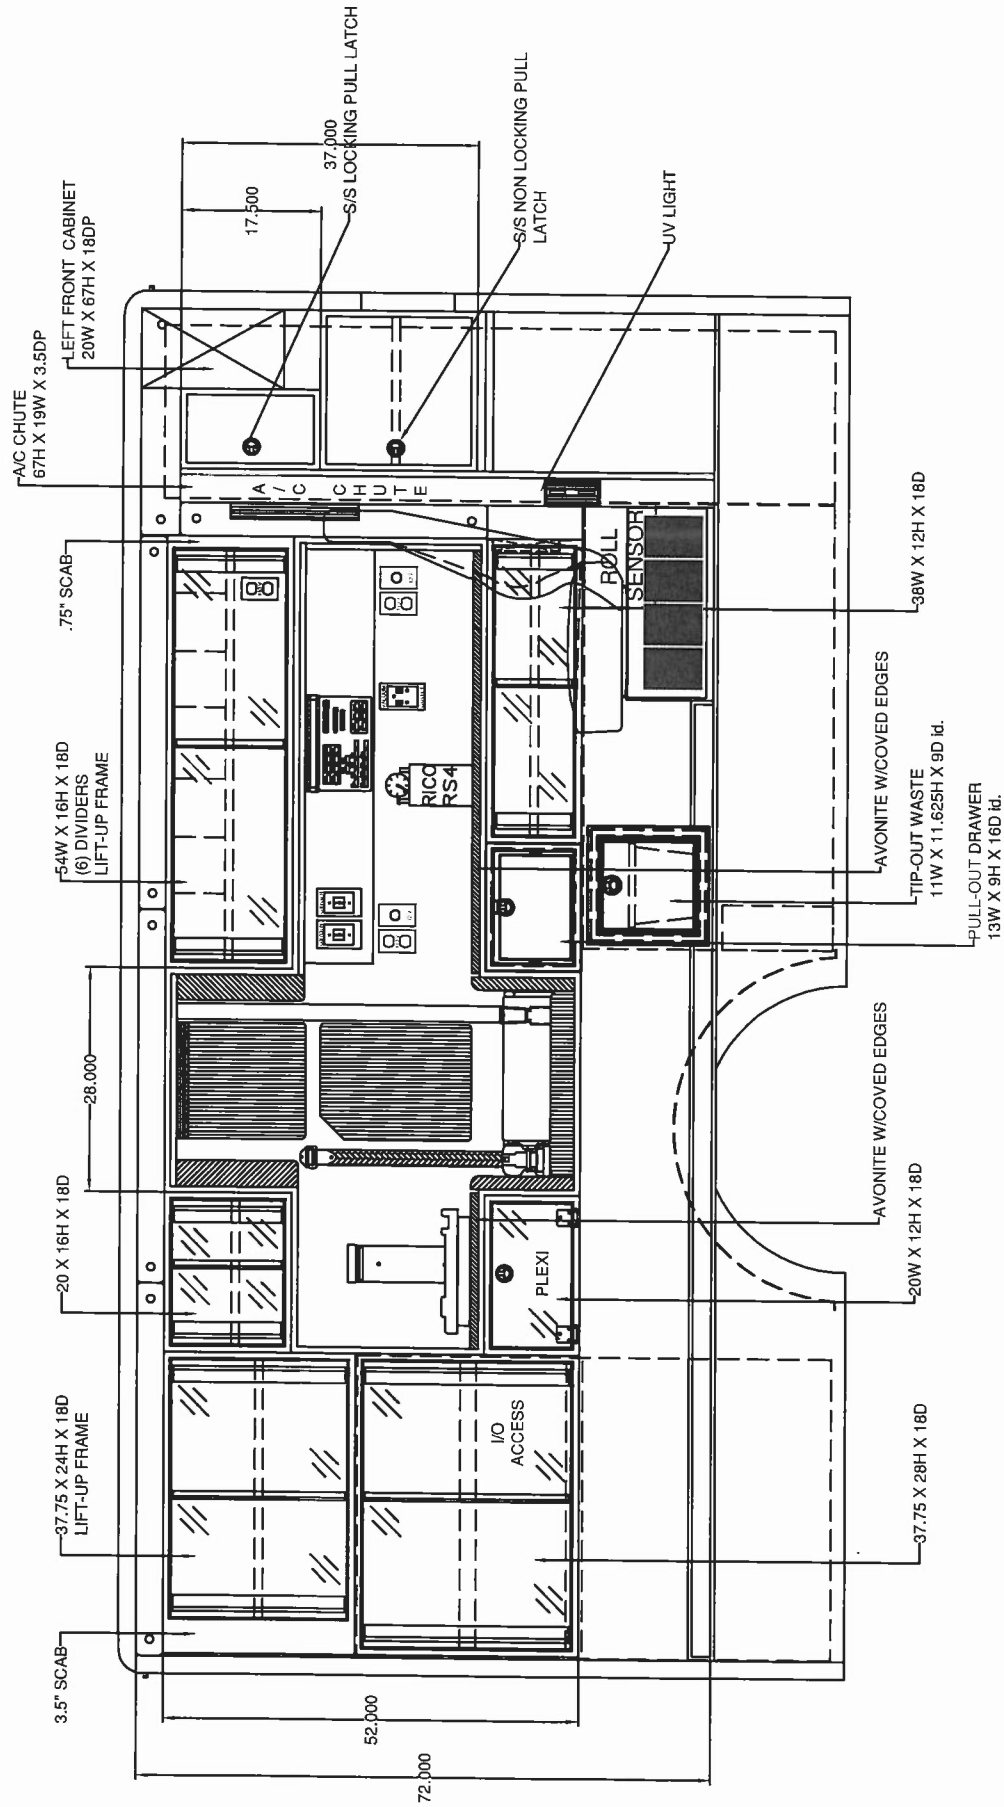 3.5" SCAB
37.75 X 24H X 18D
LIFT-UP FRAME
20 X 16H X 18D
28.000
54W X 16H X 18D
(6) DIVIDERS
LIFT-UP FRAME
.75" SCAB
A/C CHUTE
67H X 19W X 3.5DP
LEFT FRONT CABINET
20W X 67H X 18DP
17.500
37.000
S/S LOCKING PULL LATCH
S/S NON LOCKING PULL
LATCH
UV LIGHT
A/C CHUTE
RICO
RS4
ROLL
SENSOR
PLEXI
I/O
ACCESS
52.000
72.000
37.75 X 28H X 18D
20W X 12H X 18D
AVONITE W/COVED EDGES
PULL-OUT DRAWER
13W X 9H X 16D id.
TIP-OUT WASTE
11W X 11.625H X 9D id.
AVONITE W/COVED EDGES
38W X 12H X 18D